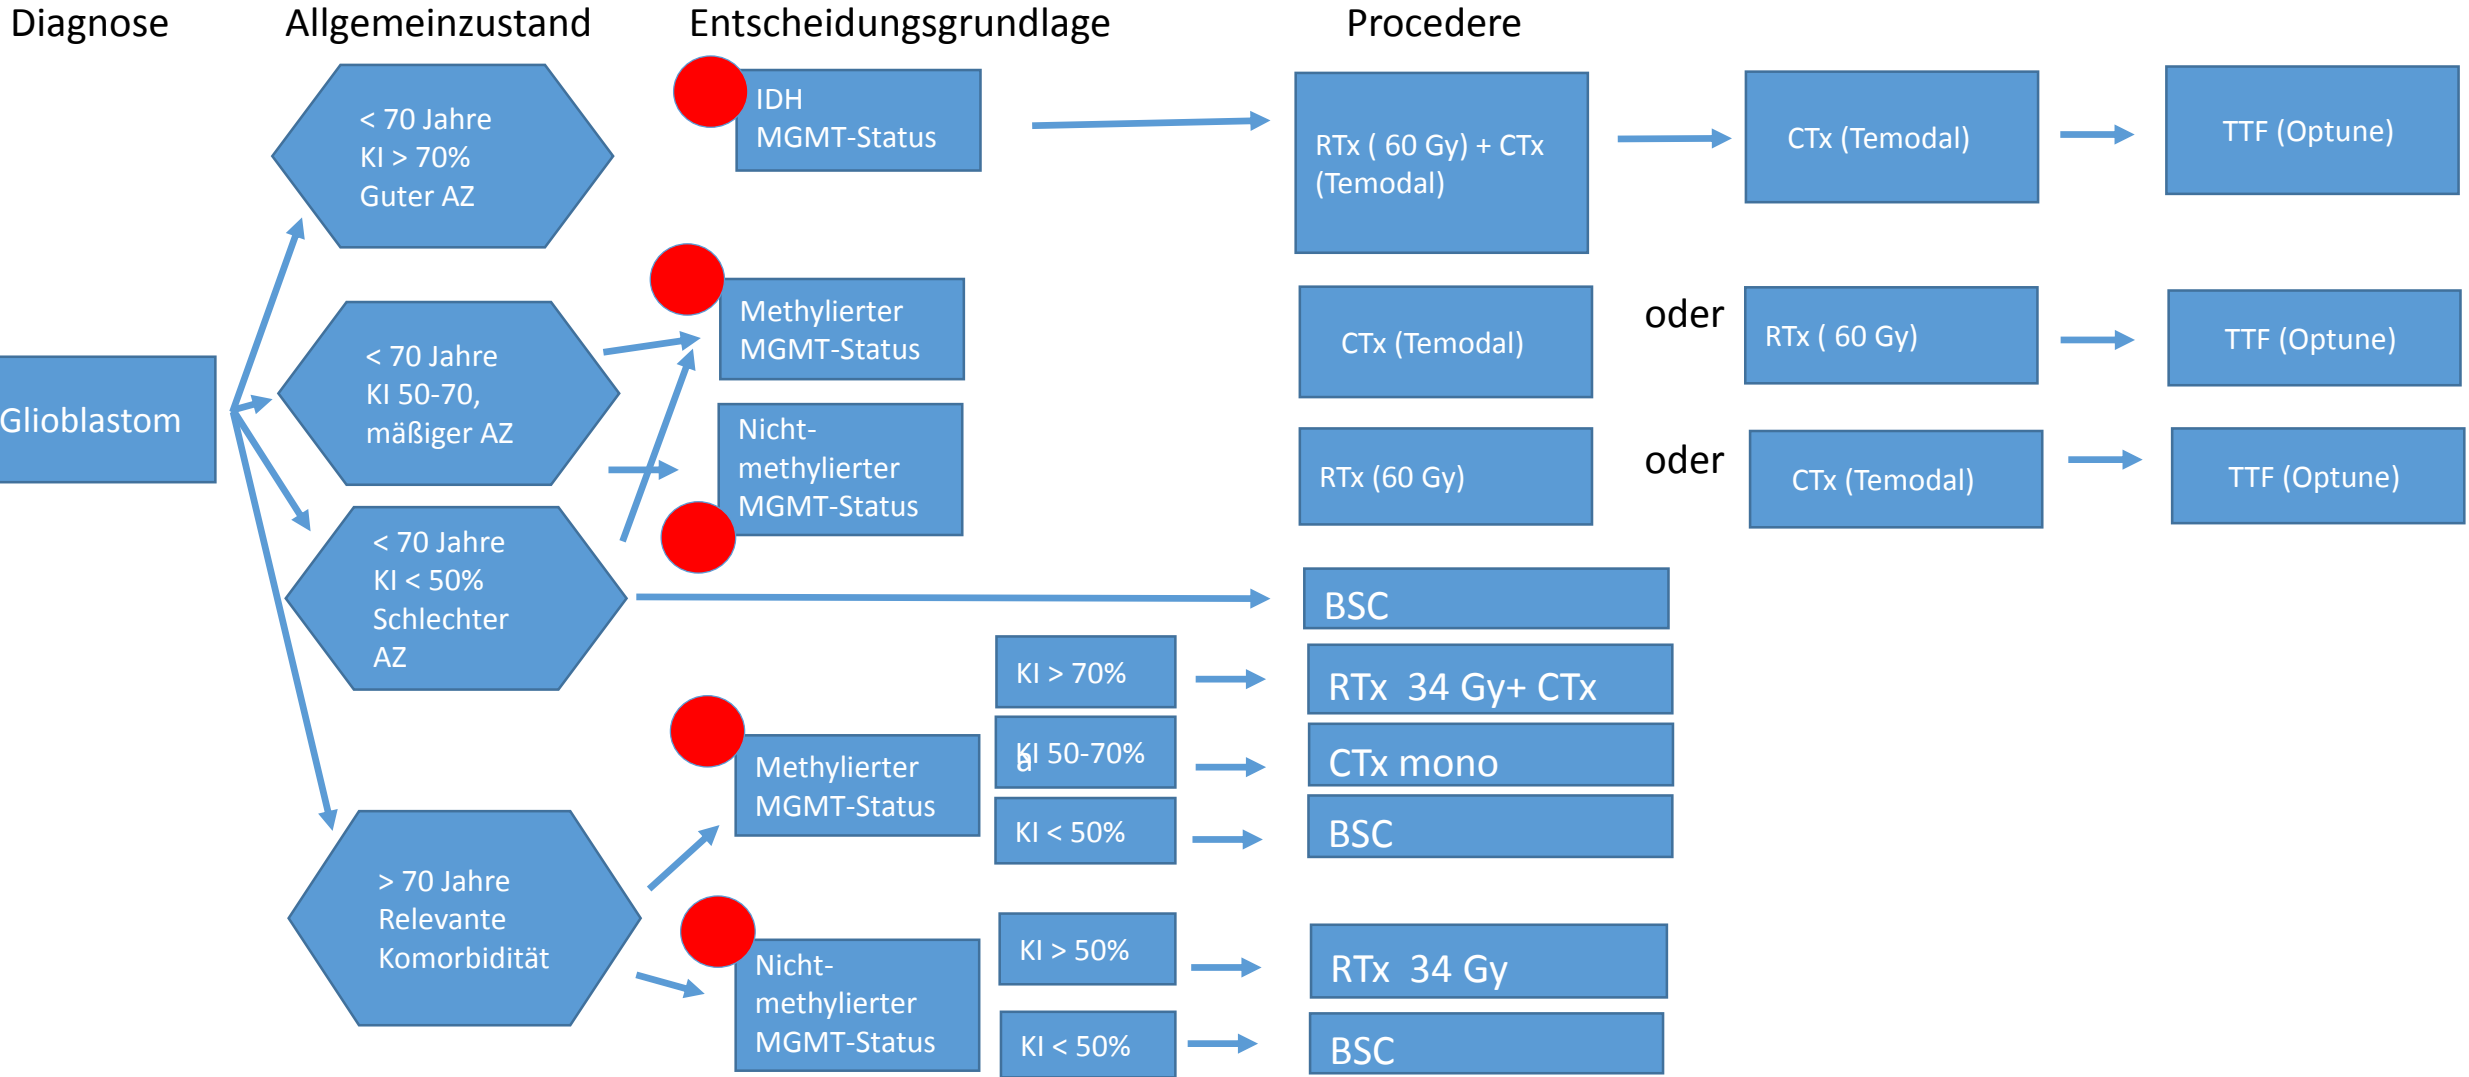 Diagnose
Allgemeinzustand
Entscheidungsgrundlage
Procedere
< 70 Jahre
KI > 70%
Guter AZ
IDH
MGMT-Status
RTx ( 60 Gy) + CTx
(Temodal)
CTx (Temodal)
TTF (Optune)
Glioblastom
< 70 Jahre
KI 50-70,
mäßiger AZ
Methylierter
MGMT-Status
CTx (Temodal)
oder
RTx ( 60 Gy)
TTF (Optune)
Nicht-
methylierter
MGMT-Status
RTx (60 Gy)
oder
CTx (Temodal)
TTF (Optune)
< 70 Jahre
KI < 50%
Schlechter
AZ
BSC
> 70 Jahre
Relevante
Komorbidität
Methylierter
MGMT-Status
KI > 70%
RTx  34 Gy+ CTx
KI 50-70%
a
CTx mono
KI < 50%
BSC
Nicht-
methylierter
MGMT-Status
KI > 50%
RTx  34 Gy
KI < 50%
BSC